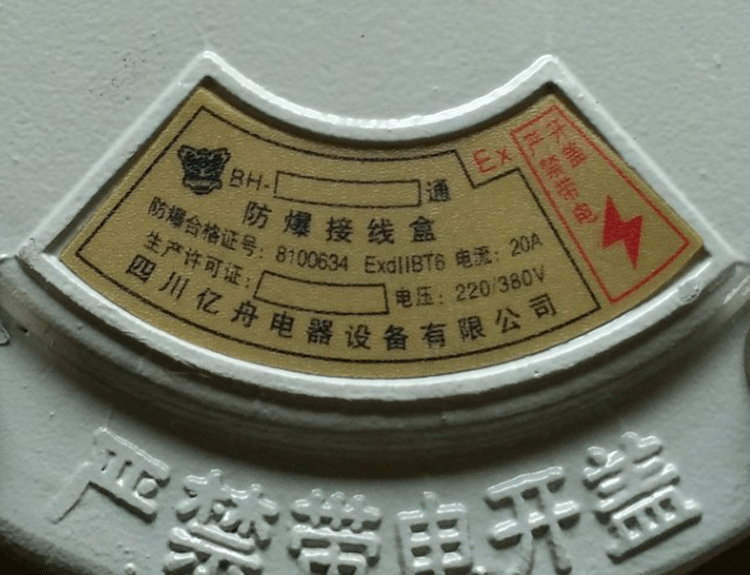 BH- 通
Ex
严禁带电
开盖
防爆接线盒
防爆合格证号: 8100634 ExdIIBT6 电流: 20A
生产许可证: 电压: 220/380V
四川亿舟电器设备有限公司
严禁带电开盖